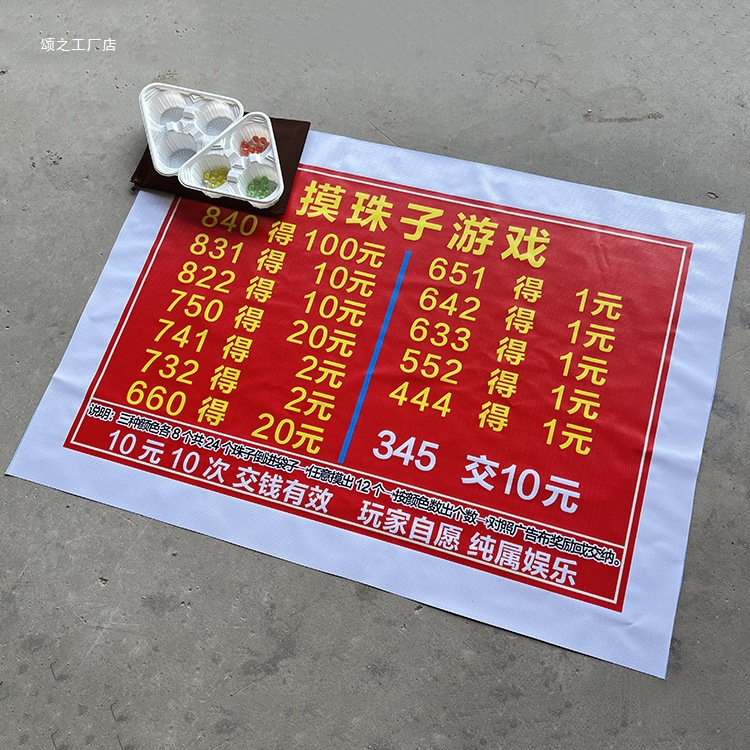 颂之工厂店
摸珠子游戏
840 得 100元
831 得 10元
822 得 10元
750 得 20元
741 得 2元
732 得 2元
660 得 20元
651 得 1元
642 得 1元
633 得 1元
552 得 1元
444 得 1元
345 交10元
说明：三种颜色各8个共24个珠子倒进袋子—任意摸出12个—按颜色数出个数—对照广告布奖励或交纳。
10元10次 交钱有效 玩家自愿 纯属娱乐